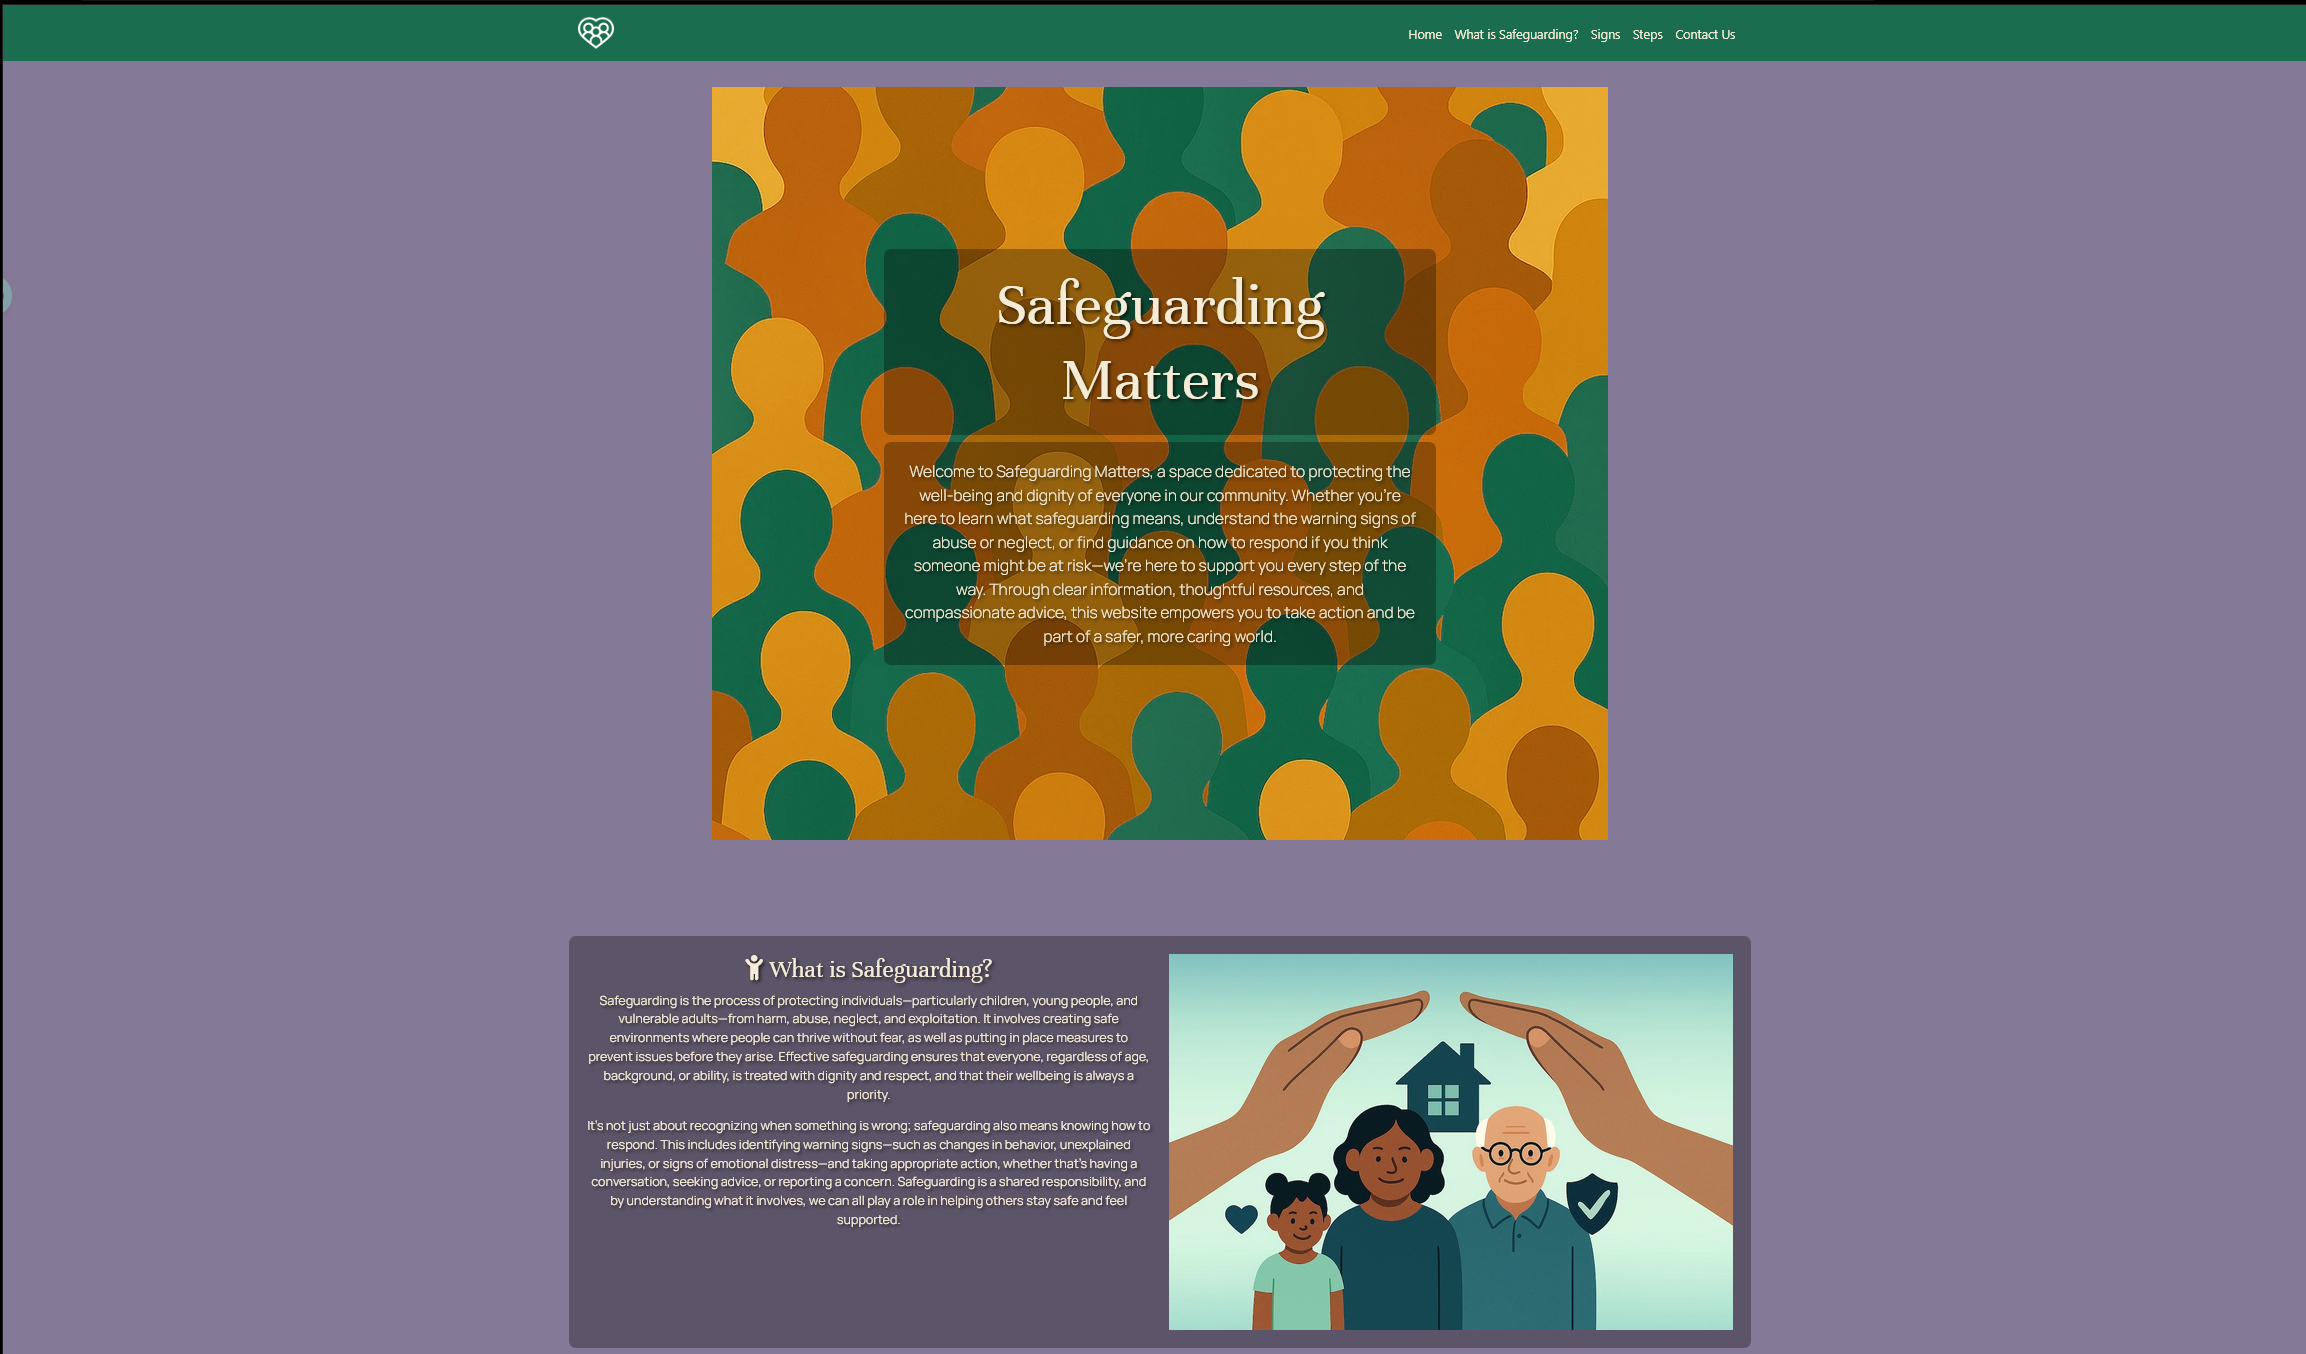 Home What is Safeguarding? Signs Steps Contact Us
Safeguarding
Matters
Welcome to Safeguarding Matters, a space dedicated to protecting the
well-being and dignity of everyone in our community. Whether you're
here to learn what safeguarding means, understand the warning signs of
abuse or neglect, or find guidance on how to respond if you think
someone might be at risk—we're here to support you every step of the
way. Through clear information, thoughtful resources, and
compassionate advice, this website empowers you to take action and be
part of a safer, more caring world.
What is Safeguarding?
Safeguarding is the process of protecting individuals—particularly children, young people, and
vulnerable adults—from harm, abuse, neglect, and exploitation. It involves creating safe
environments where people can thrive without fear, as well as putting in place measures to
prevent issues before they arise. Effective safeguarding ensures that everyone, regardless of age,
background, or ability, is treated with dignity and respect, and that their wellbeing is always a
priority.
It's not just about recognizing when something is wrong; safeguarding also means knowing how to
respond. This includes identifying warning signs—such as changes in behavior, unexplained
injuries, or signs of emotional distress—and taking appropriate action, whether that's having a
conversation, seeking advice, or reporting a concern. Safeguarding is a shared responsibility, and
by understanding what it involves, we can all play a role in helping others stay safe and feel
supported.